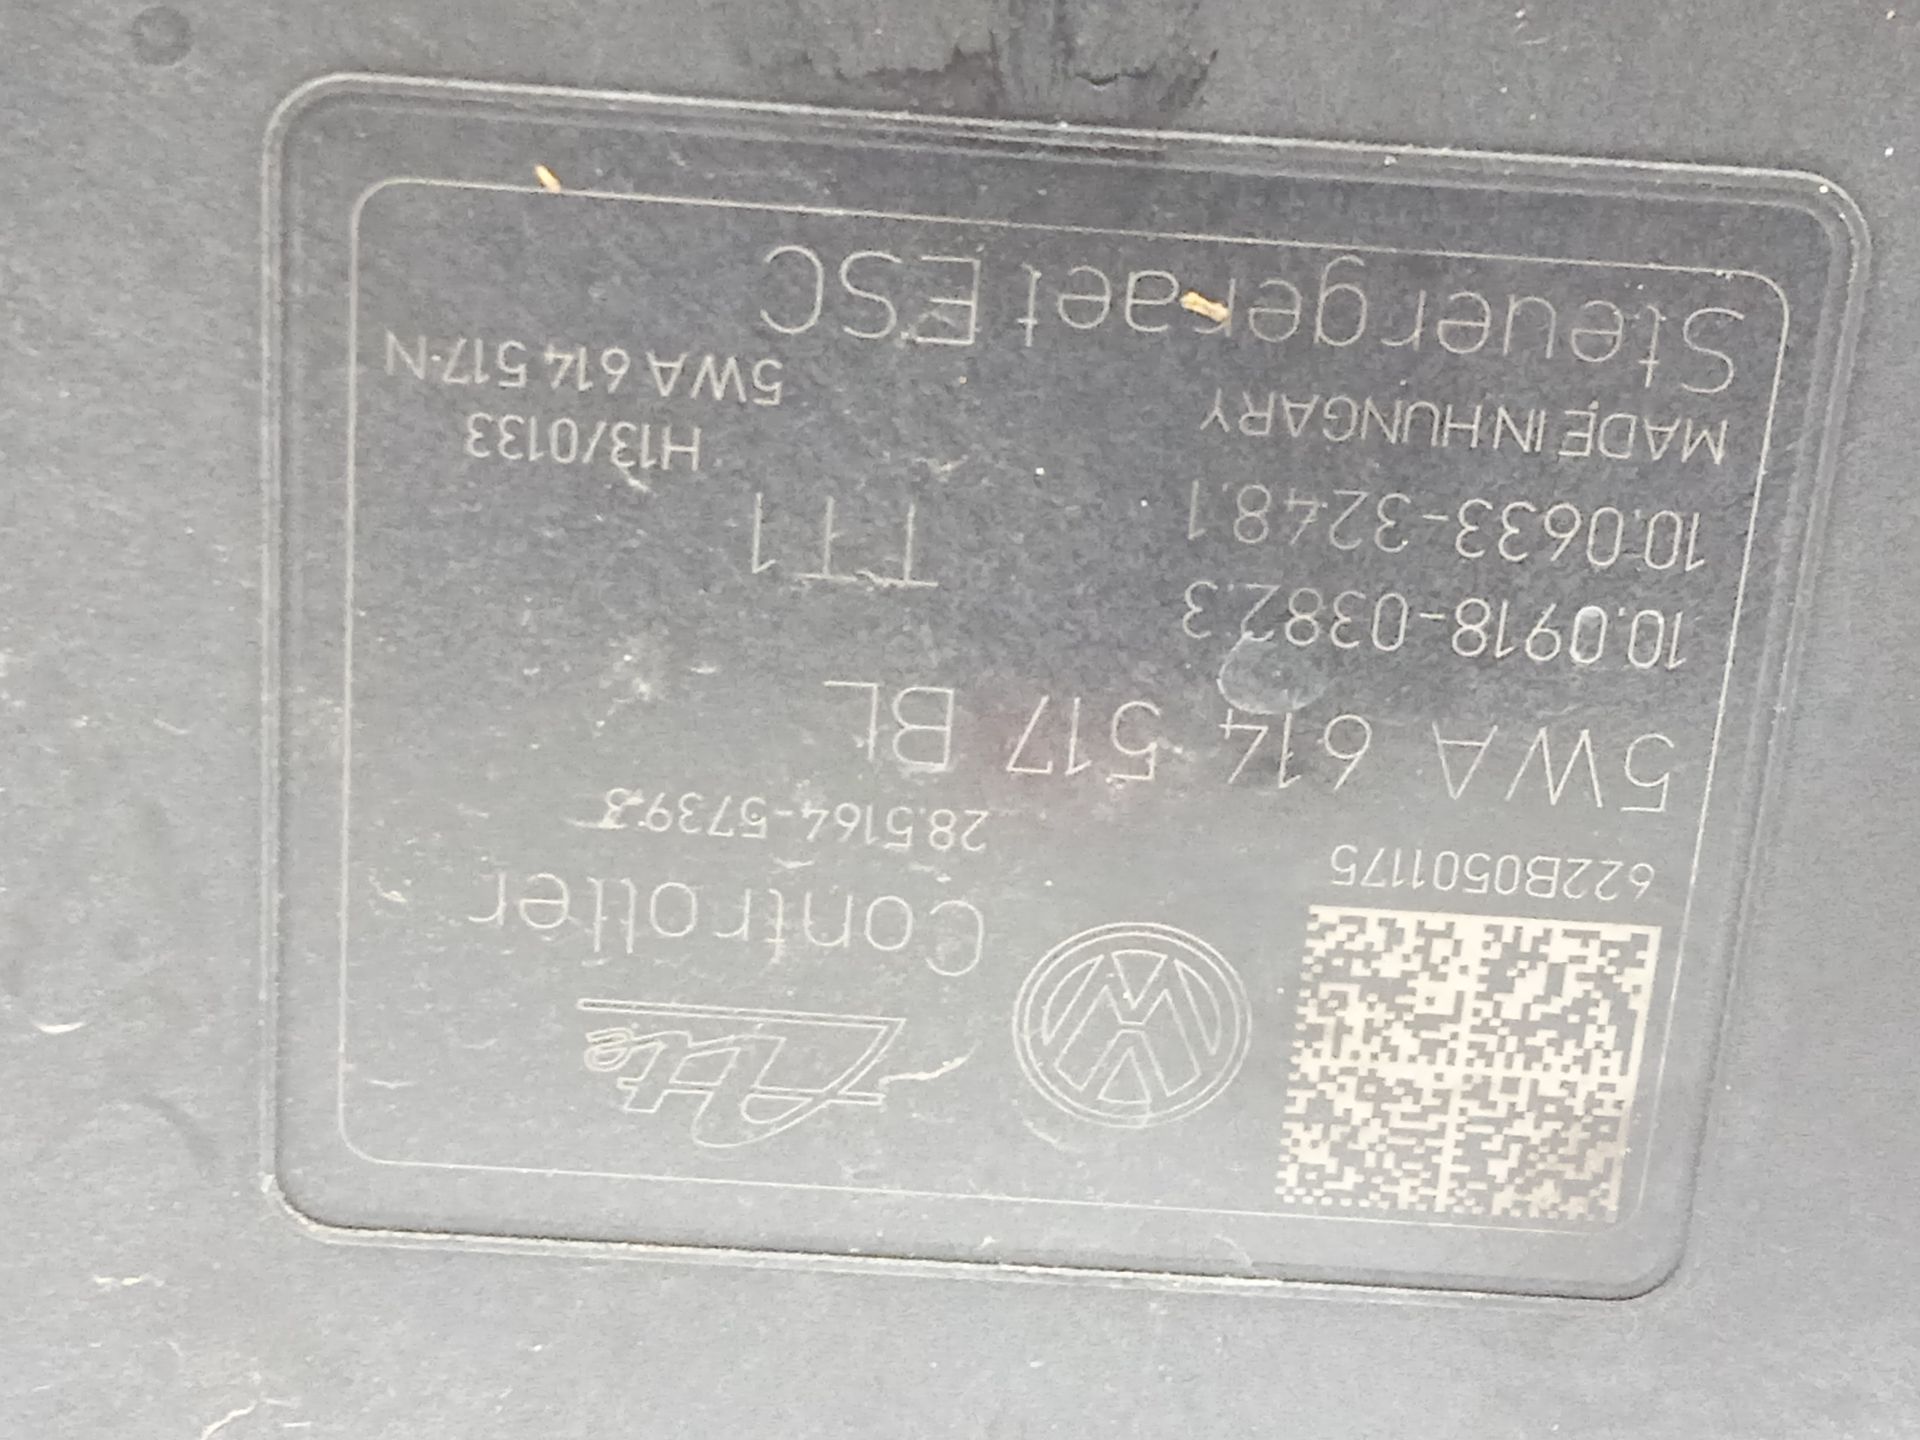 Ate
622B0501175
Controller
28.5164-5739.3
5WA 614 517 BL
10.0918-0382.3
TT1
10.0633-3248.1
H13/0133
MADE IN HUNGARY
5WA 614 517 N
Steuergeraet ESC